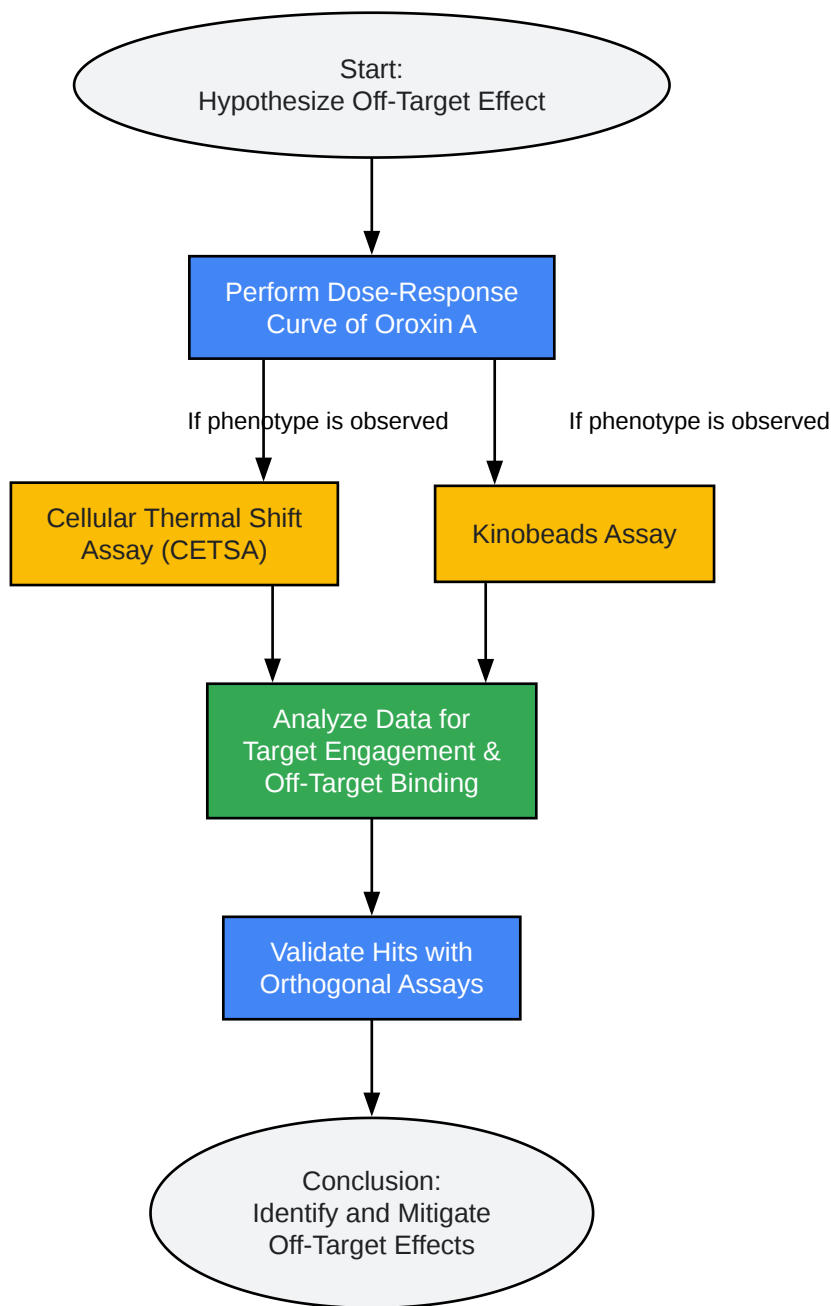 Start:
Hypothesize Off-Target Effect
Perform Dose-Response
Curve of Oroxin A
If phenotype is observed
If phenotype is observed
Cellular Thermal Shift
Assay (CETSA)
Kinobeads Assay
Analyze Data for
Target Engagement &
Off-Target Binding
Validate Hits with
Orthogonal Assays
Conclusion:
Identify and Mitigate
Off-Target Effects